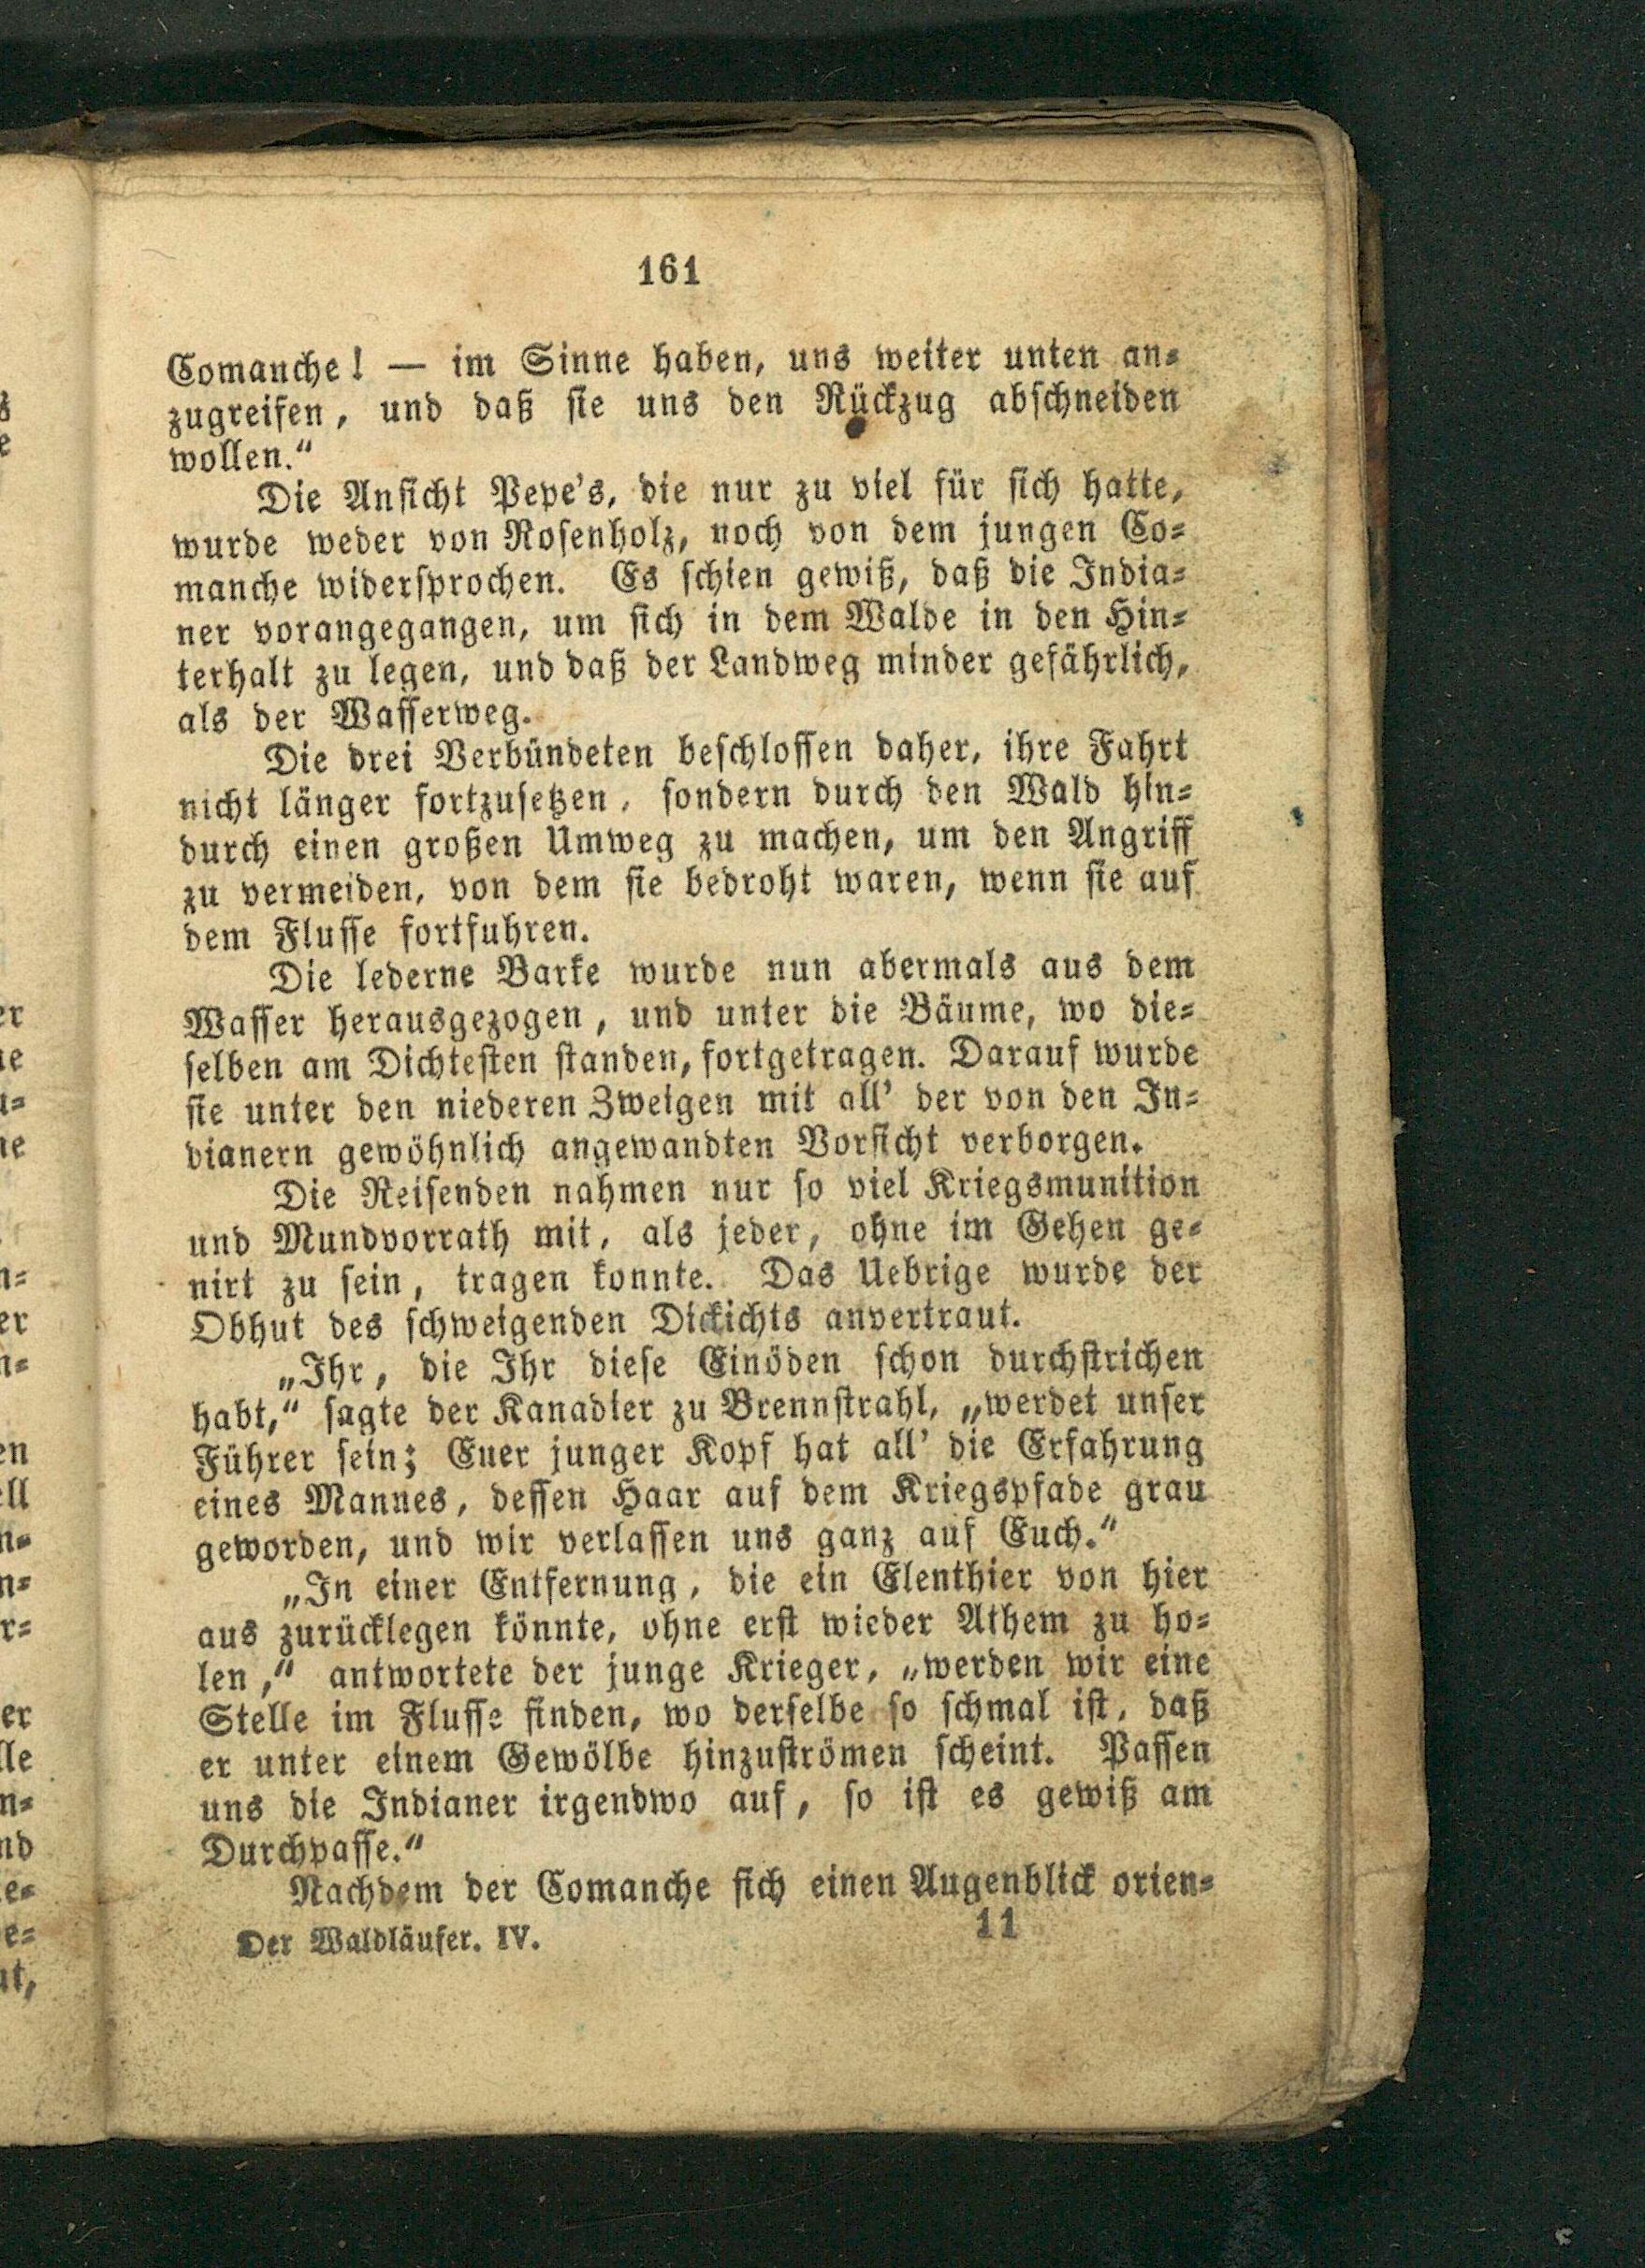 161
Comanche! — im Sinne haben, uns weiter unten an-
zugreifen, und daß sie uns den Rückzug abschneiden
wollen.“
Die Ansicht Pepe's, die nur zu viel für sich hatte,
wurde weder von Rosenholz, noch von dem jungen Co-
manche widersprochen. Es schien gewiß, daß die India-
ner vorangegangen, um sich in dem Walde in den Hin-
terhalt zu legen, und daß der Landweg minder gefährlich,
als der Wasserweg.
Die drei Verbündeten beschlossen daher, ihre Fahrt
nicht länger fortzusetzen, sondern durch den Wald hin-
durch einen großen Umweg zu machen, um den Angriff
zu vermeiden, von dem sie bedroht waren, wenn sie auf
dem Flusse fortfuhren.
Die lederne Barke wurde nun abermals aus dem
Wasser herausgezogen, und unter die Bäume, wo die-
selben am Dichtesten standen, fortgetragen. Darauf wurde
sie unter den niederen Zweigen mit all' der von den In-
dianern gewöhnlich angewandten Vorsicht verborgen.
Die Reisenden nahmen nur so viel Kriegsmunition
und Mundvorrath mit, als jeder, ohne im Gehen ge-
nirt zu sein, tragen konnte. Das Uebrige wurde der
Obhut des schweigenden Dickichts anvertraut.
„Ihr, die Ihr diese Einöden schon durchstrichen
habt,“ sagte der Kanadier zu Brennstrahl, „werdet unser
Führer sein; Euer junger Kopf hat all' die Erfahrung
eines Mannes, dessen Haar auf dem Kriegspfade grau
geworden, und wir verlassen uns ganz auf Euch.“
„In einer Entfernung, die ein Elenthier von hier
aus zurücklegen könnte, ohne erst wieder Athem zu ho-
len,“ antwortete der junge Krieger, „werden wir eine
Stelle im Flusse finden, wo derselbe so schmal ist, daß
er unter einem Gewölbe hinzuströmen scheint. Passen
uns die Indianer irgendwo auf, so ist es gewiß am
Durchpasse.“
Nachdem der Comanche sich einen Augenblick orien-
Der Waldläufer. IV. 11